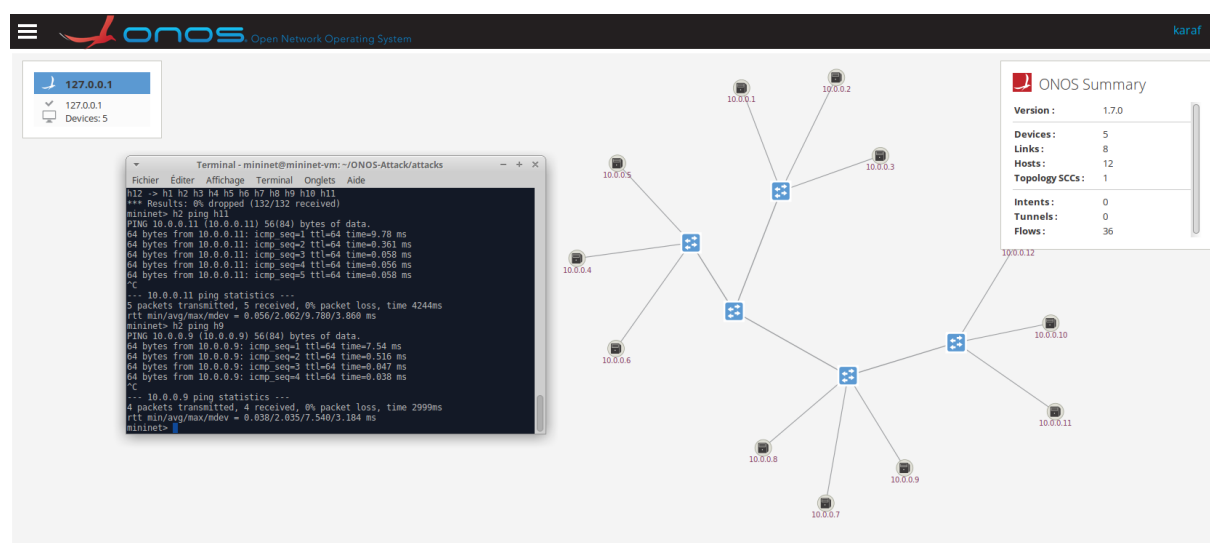 onos. Open Network Operating System
karaf
127.0.0.1
127.0.0.1
Devices: 5
Terminal - mininet@mininet-vm: ~/ONOS-Attack/attacks
Fichier Éditer Affichage Terminal Onglets Aide
h12 -> h1 h2 h3 h4 h5 h6 h7 h8 h9 h10 h11
*** Results: 0% dropped (132/132 received)
mininet> h2 ping h11
PING 10.0.0.11 (10.0.0.11) 56(84) bytes of data.
64 bytes from 10.0.0.11: icmp_seq=1 ttl=64 time=9.78 ms
64 bytes from 10.0.0.11: icmp_seq=2 ttl=64 time=0.361 ms
64 bytes from 10.0.0.11: icmp_seq=3 ttl=64 time=0.058 ms
64 bytes from 10.0.0.11: icmp_seq=4 ttl=64 time=0.056 ms
64 bytes from 10.0.0.11: icmp_seq=5 ttl=64 time=0.058 ms
^C
--- 10.0.0.11 ping statistics ---
5 packets transmitted, 5 received, 0% packet loss, time 4244ms
rtt min/avg/max/mdev = 0.056/2.062/9.780/3.860 ms
mininet> h2 ping h9
PING 10.0.0.9 (10.0.0.9) 56(84) bytes of data.
64 bytes from 10.0.0.9: icmp_seq=1 ttl=64 time=7.54 ms
64 bytes from 10.0.0.9: icmp_seq=2 ttl=64 time=0.516 ms
64 bytes from 10.0.0.9: icmp_seq=3 ttl=64 time=0.047 ms
64 bytes from 10.0.0.9: icmp_seq=4 ttl=64 time=0.038 ms
^C
--- 10.0.0.9 ping statistics ---
4 packets transmitted, 4 received, 0% packet loss, time 2999ms
rtt min/avg/max/mdev = 0.038/2.035/7.540/3.184 ms
mininet>
10.0.0.1
10.0.0.2
10.0.0.3
10.0.0.5
10.0.0.4
10.0.0.6
10.0.0.12
10.0.0.10
10.0.0.11
10.0.0.8
10.0.0.9
10.0.0.7
ONOS Summary
Version : 1.7.0
Devices : 5
Links : 8
Hosts : 12
Topology SCCs : 1
Intents : 0
Tunnels : 0
Flows : 36